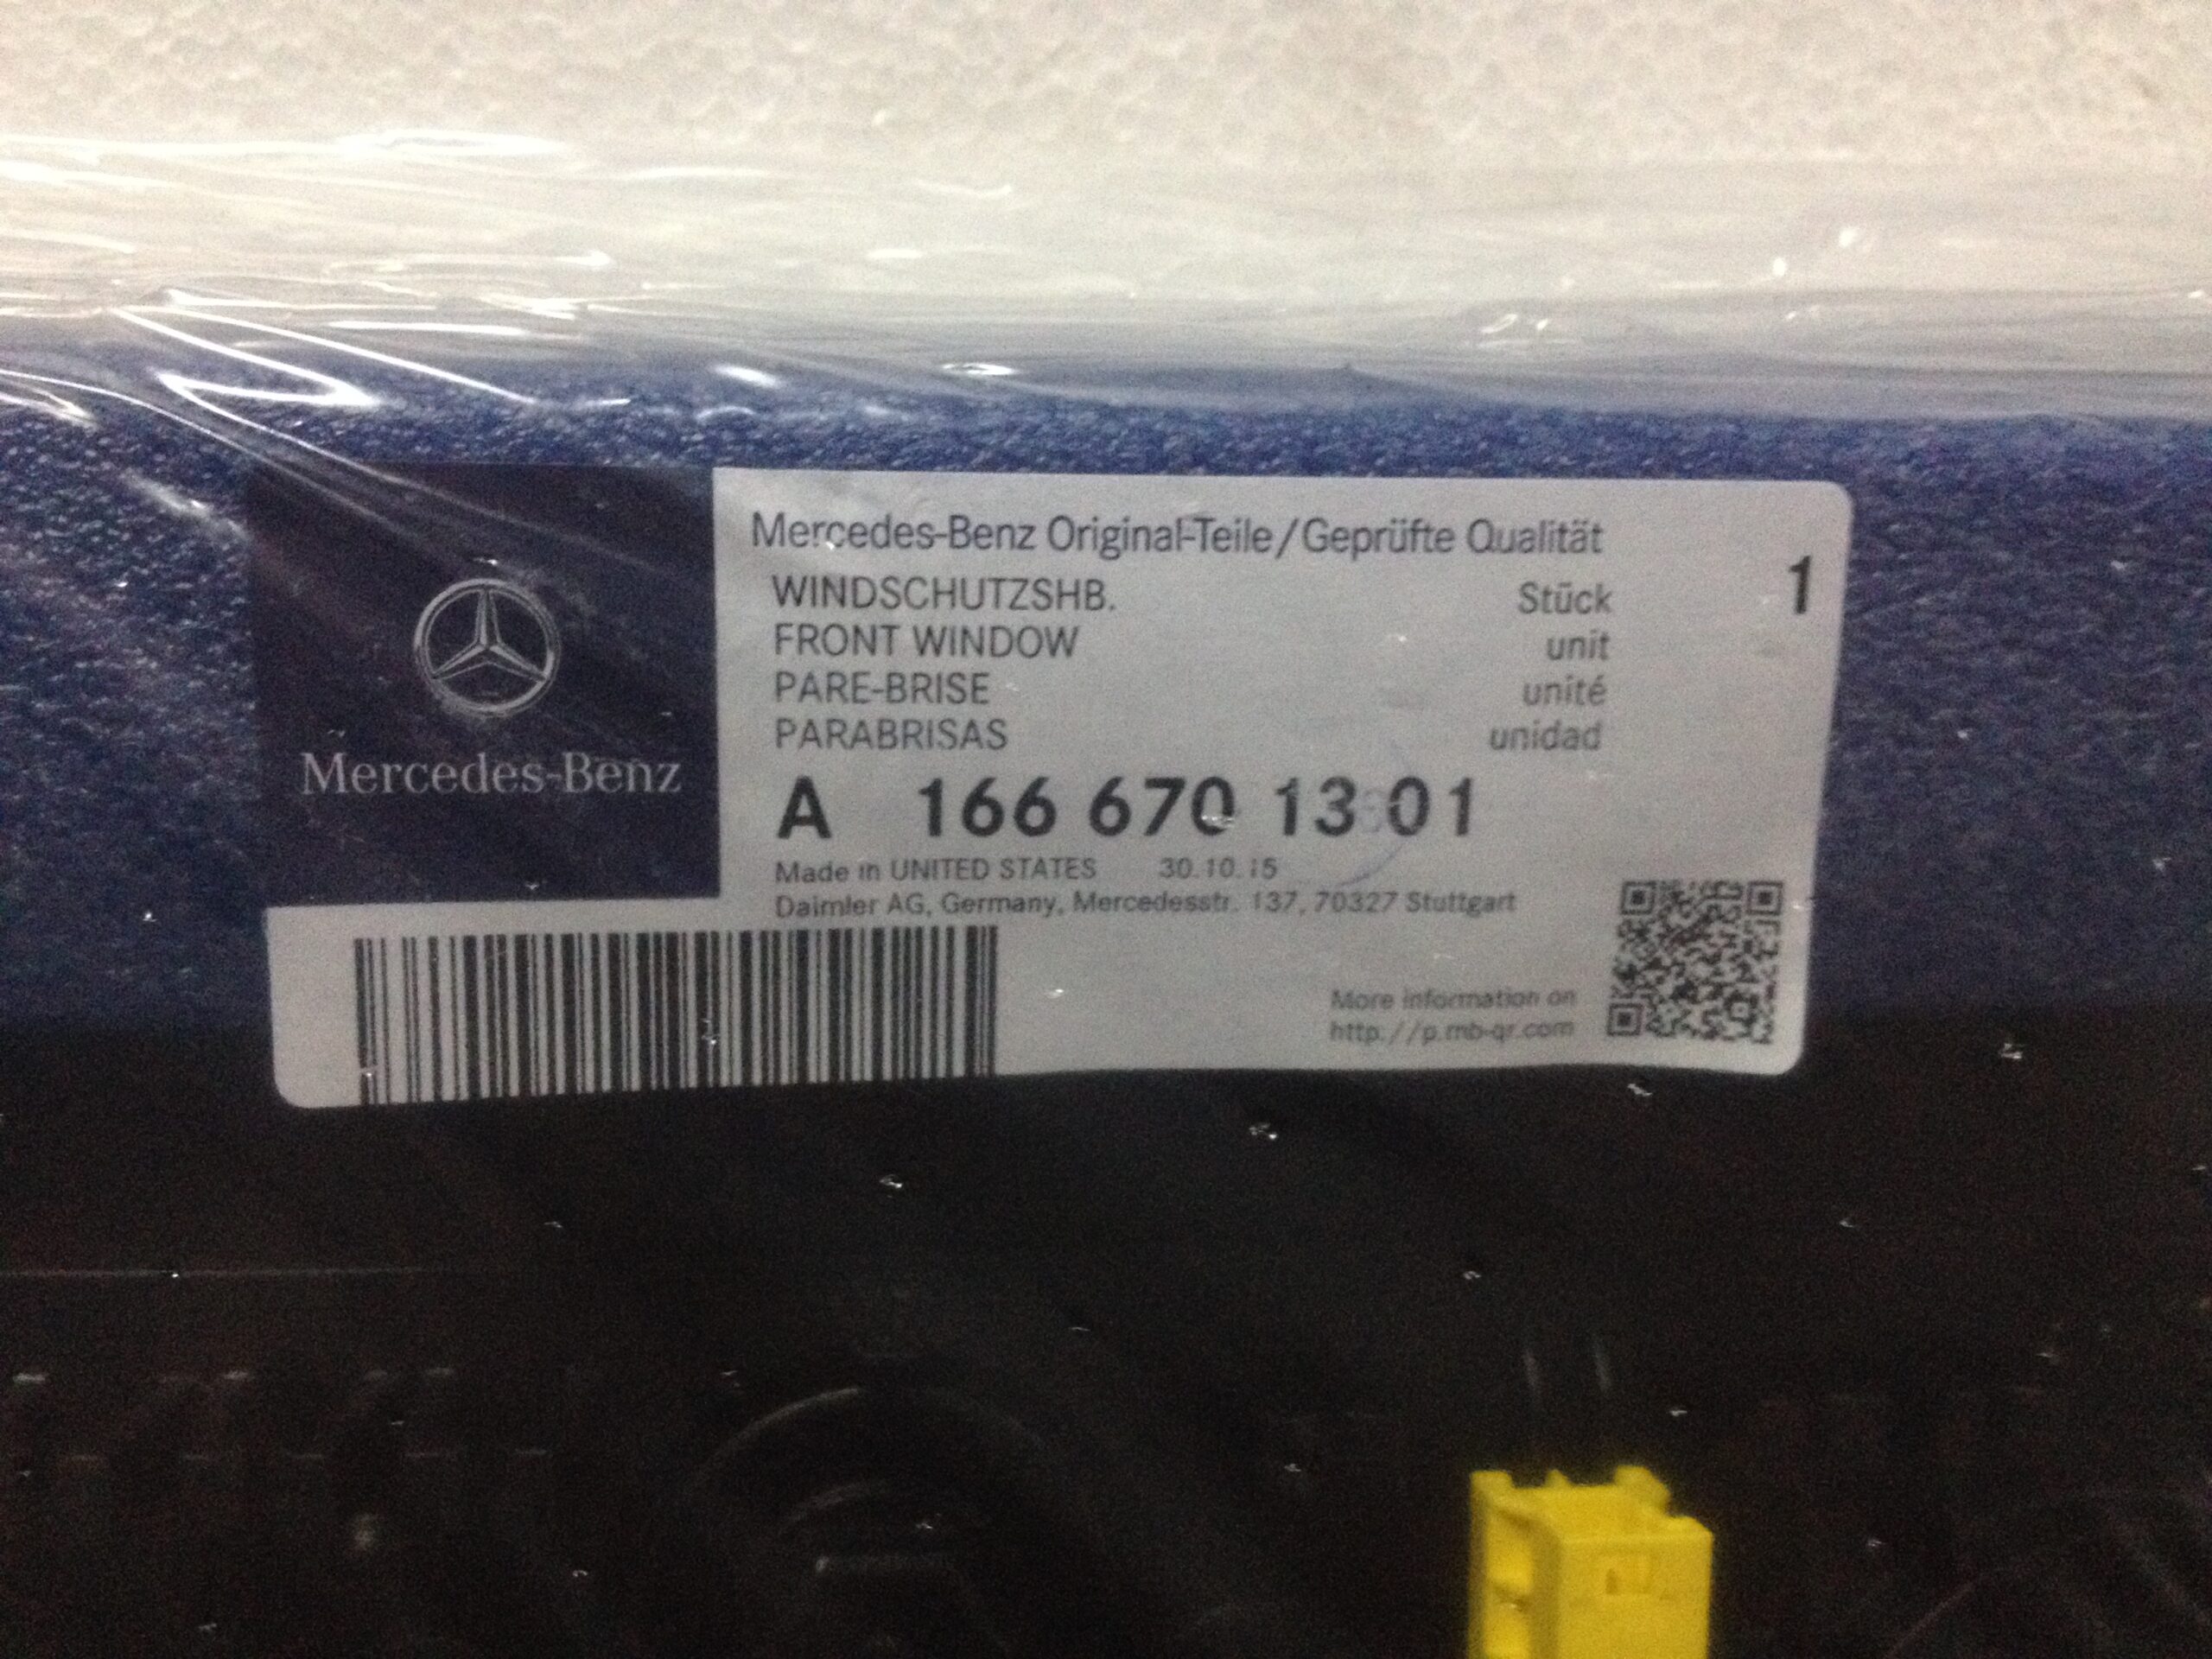 Mercedes-Benz
Mercedes-Benz Original-Teile/Geprüfte Qualität
WINDSCHUTZSHB. Stück 1
FRONT WINDOW unit
PARE-BRISE unité
PARABRISAS unidad
A 166 670 13 01
Made in UNITED STATES 30.10.15
Daimler AG, Germany, Mercedesstr. 137, 70327 Stuttgart
More information on
http://p.mb-qr.com